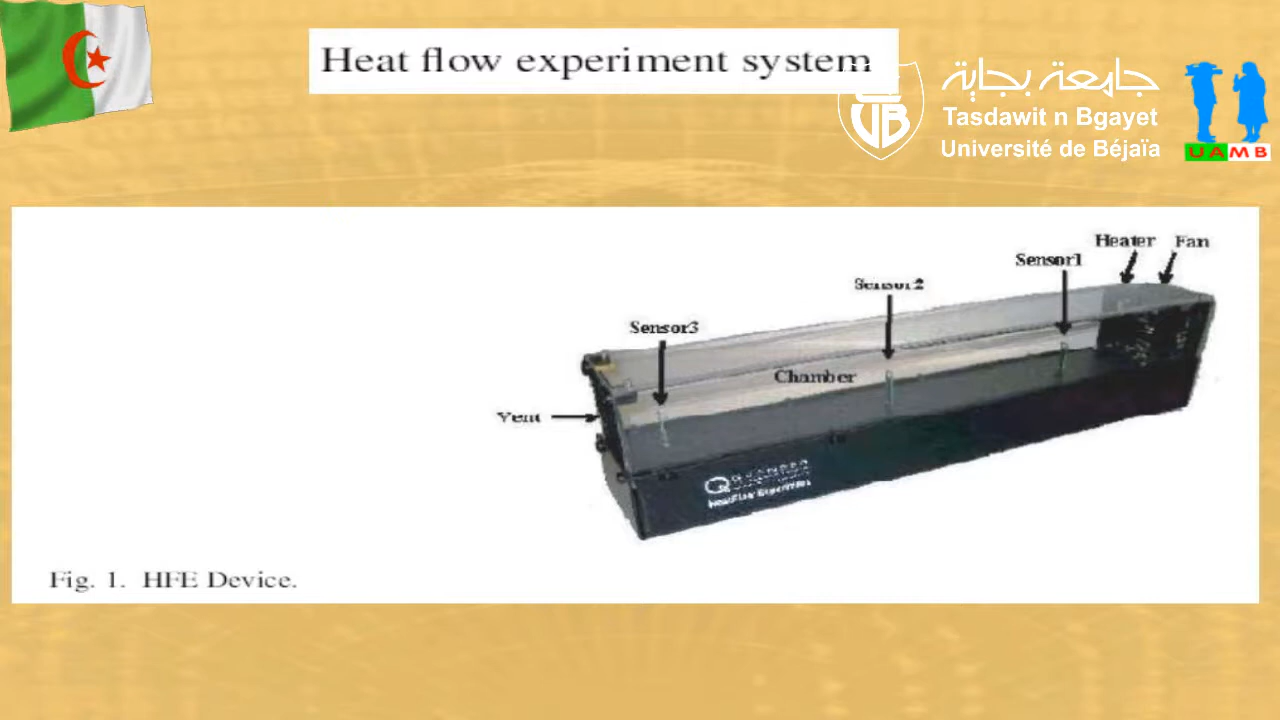 Heat flow experiment system
جامعة بجاية
Tasdawit n Bgayet
Université de Béjaïa
UB
UAMB
Heater Fan
Sensor1
Sensor2
Sensor3
Chamber
Vent
Fig. 1. HFE Device.